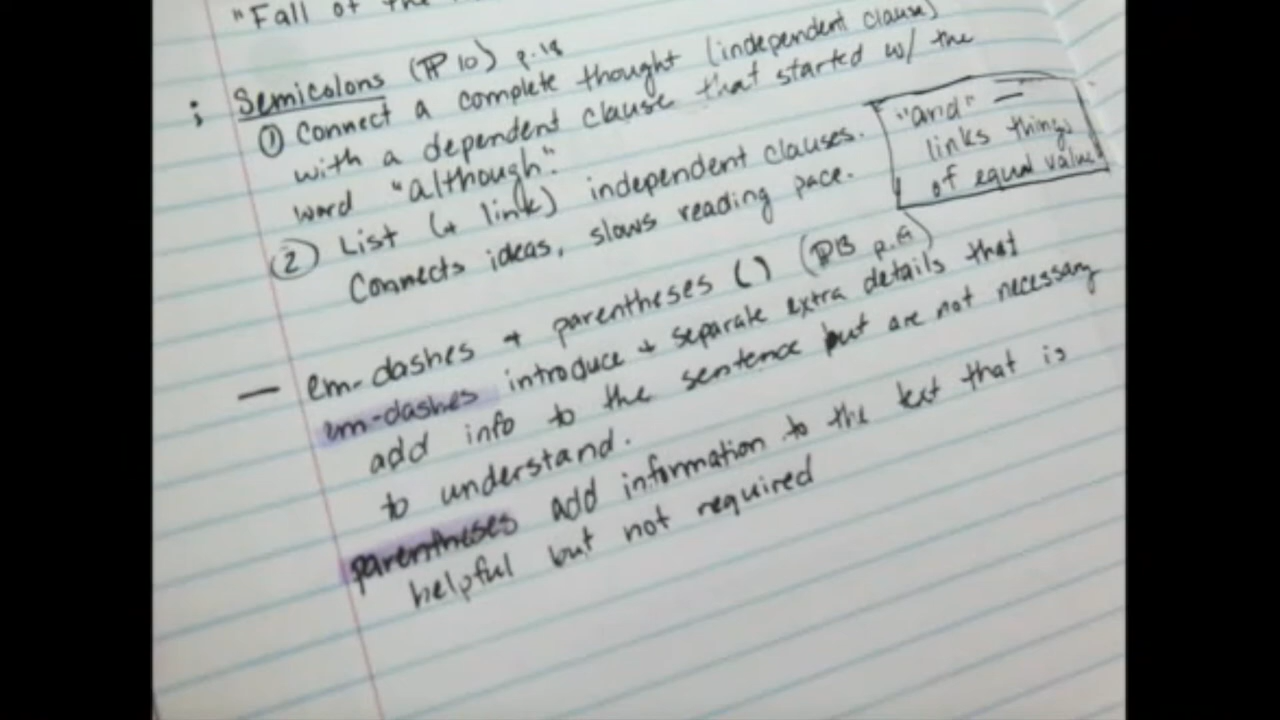 "Fall of the
; Semicolons (TP 10) p.18
① Connect a complete thought (independent clause)
with a dependent clause that started w/ the
word "although".
② List (+ link) independent clauses.
Connects ideas, slows reading pace.
"and" =
links things
of equal value
— em-dashes + parentheses () (PB p.9)
em-dashes introduce + separate extra details that
add info to the sentence but are not necessary
to understand.
parentheses add information to the text that is
helpful but not required